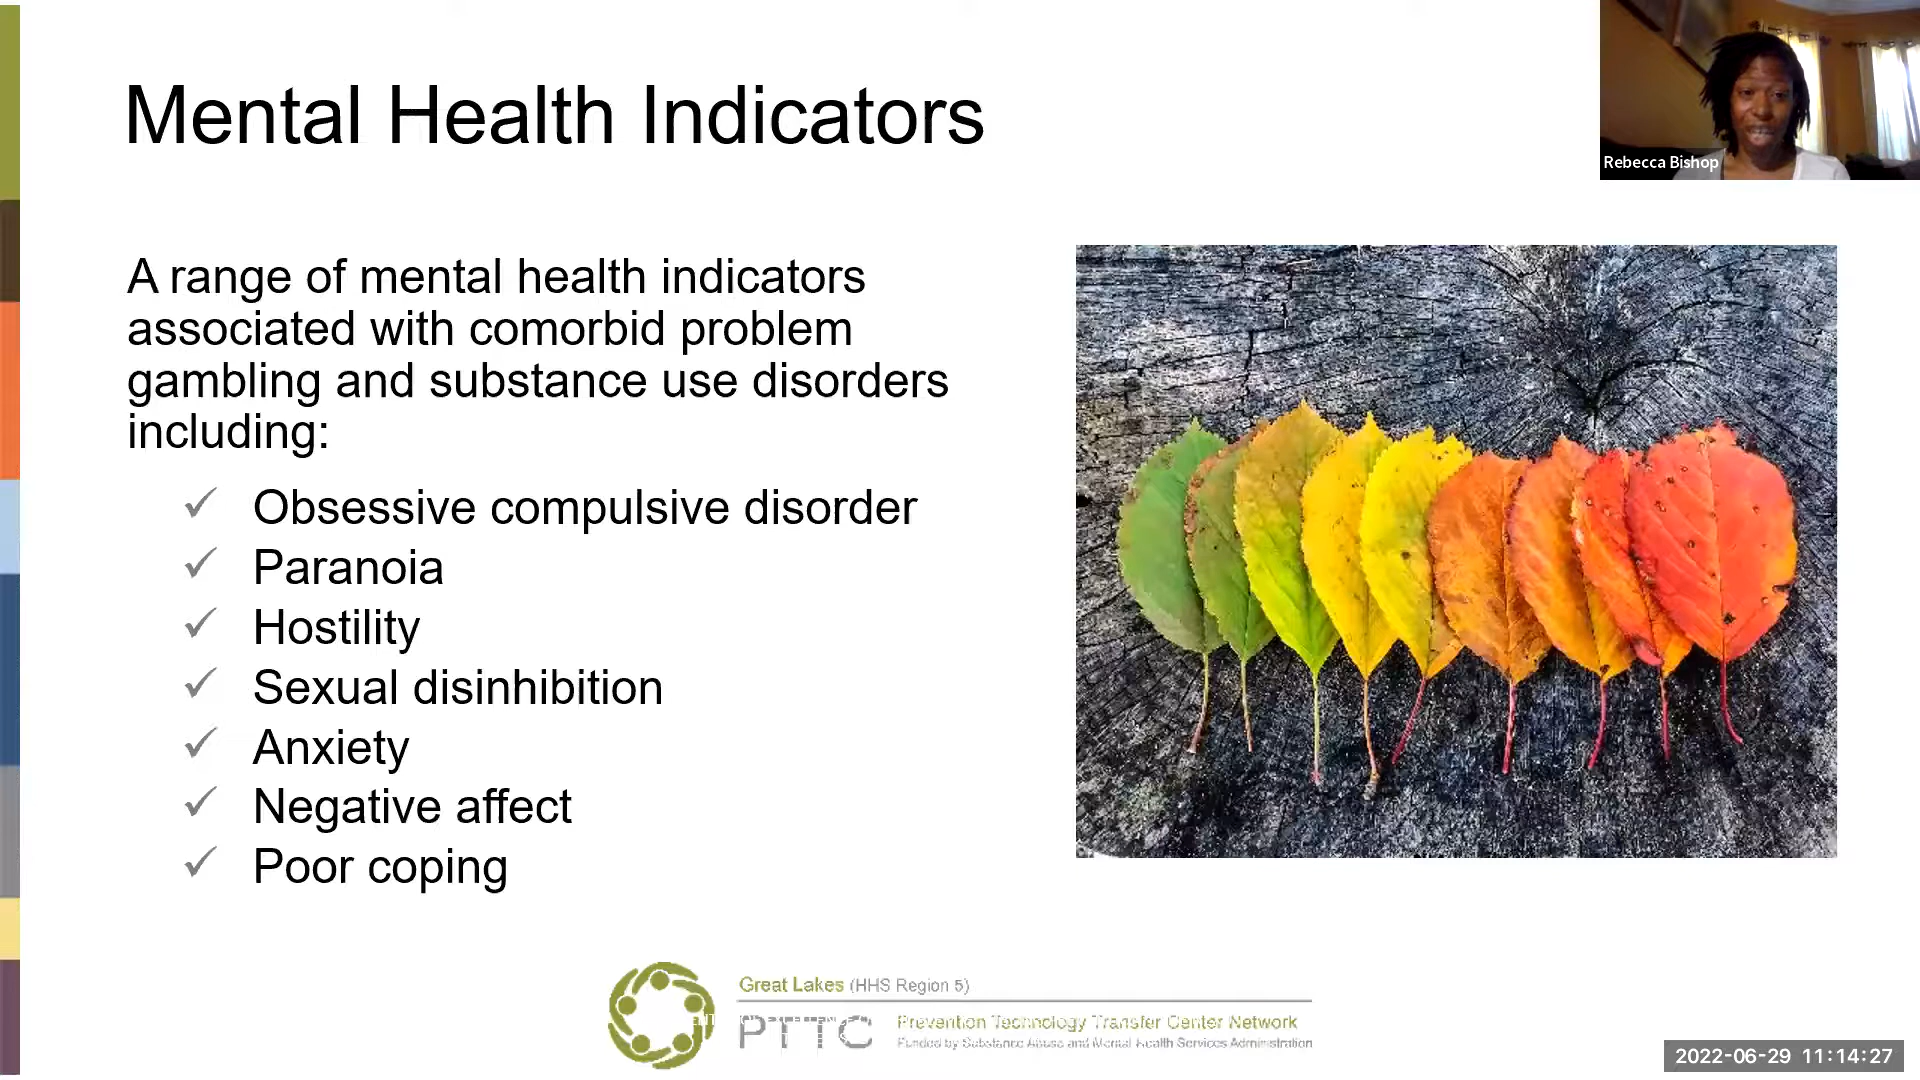 Mental Health Indicators
Rebecca Bishop
A range of mental health indicators
associated with comorbid problem
gambling and substance use disorders
including:
✓ Obsessive compulsive disorder
✓ Paranoia
✓ Hostility
✓ Sexual disinhibition
✓ Anxiety
✓ Negative affect
✓ Poor coping
Great Lakes (HHS Region 5)
PTTC
Prevention Technology Transfer Center Network
Funded by Substance Abuse and Mental Health Services Administration
2022-06-29 11:14:27